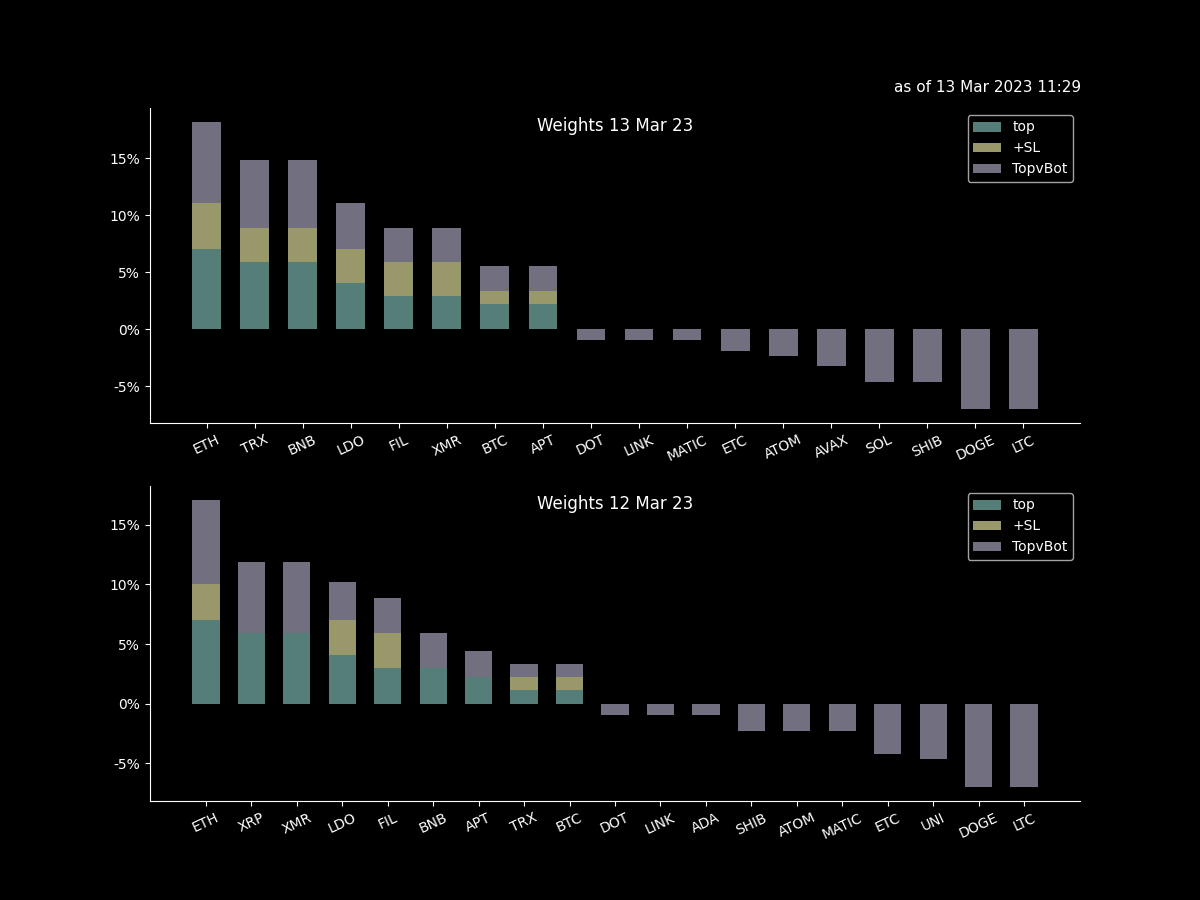 as of 13 Mar 2023 11:29
Weights 13 Mar 23
top
+SL
TopvBot
15%
10%
5%
0%
-5%
ETH TRX BNB LDO FIL XMR BTC APT DOT LINK MATIC ETC ATOM AVAX SOL SHIB DOGE LTC
Weights 12 Mar 23
top
+SL
TopvBot
15%
10%
5%
0%
-5%
ETH XRP XMR LDO FIL BNB APT TRX BTC DOT LINK ADA SHIB ATOM MATIC ETC UNI DOGE LTC